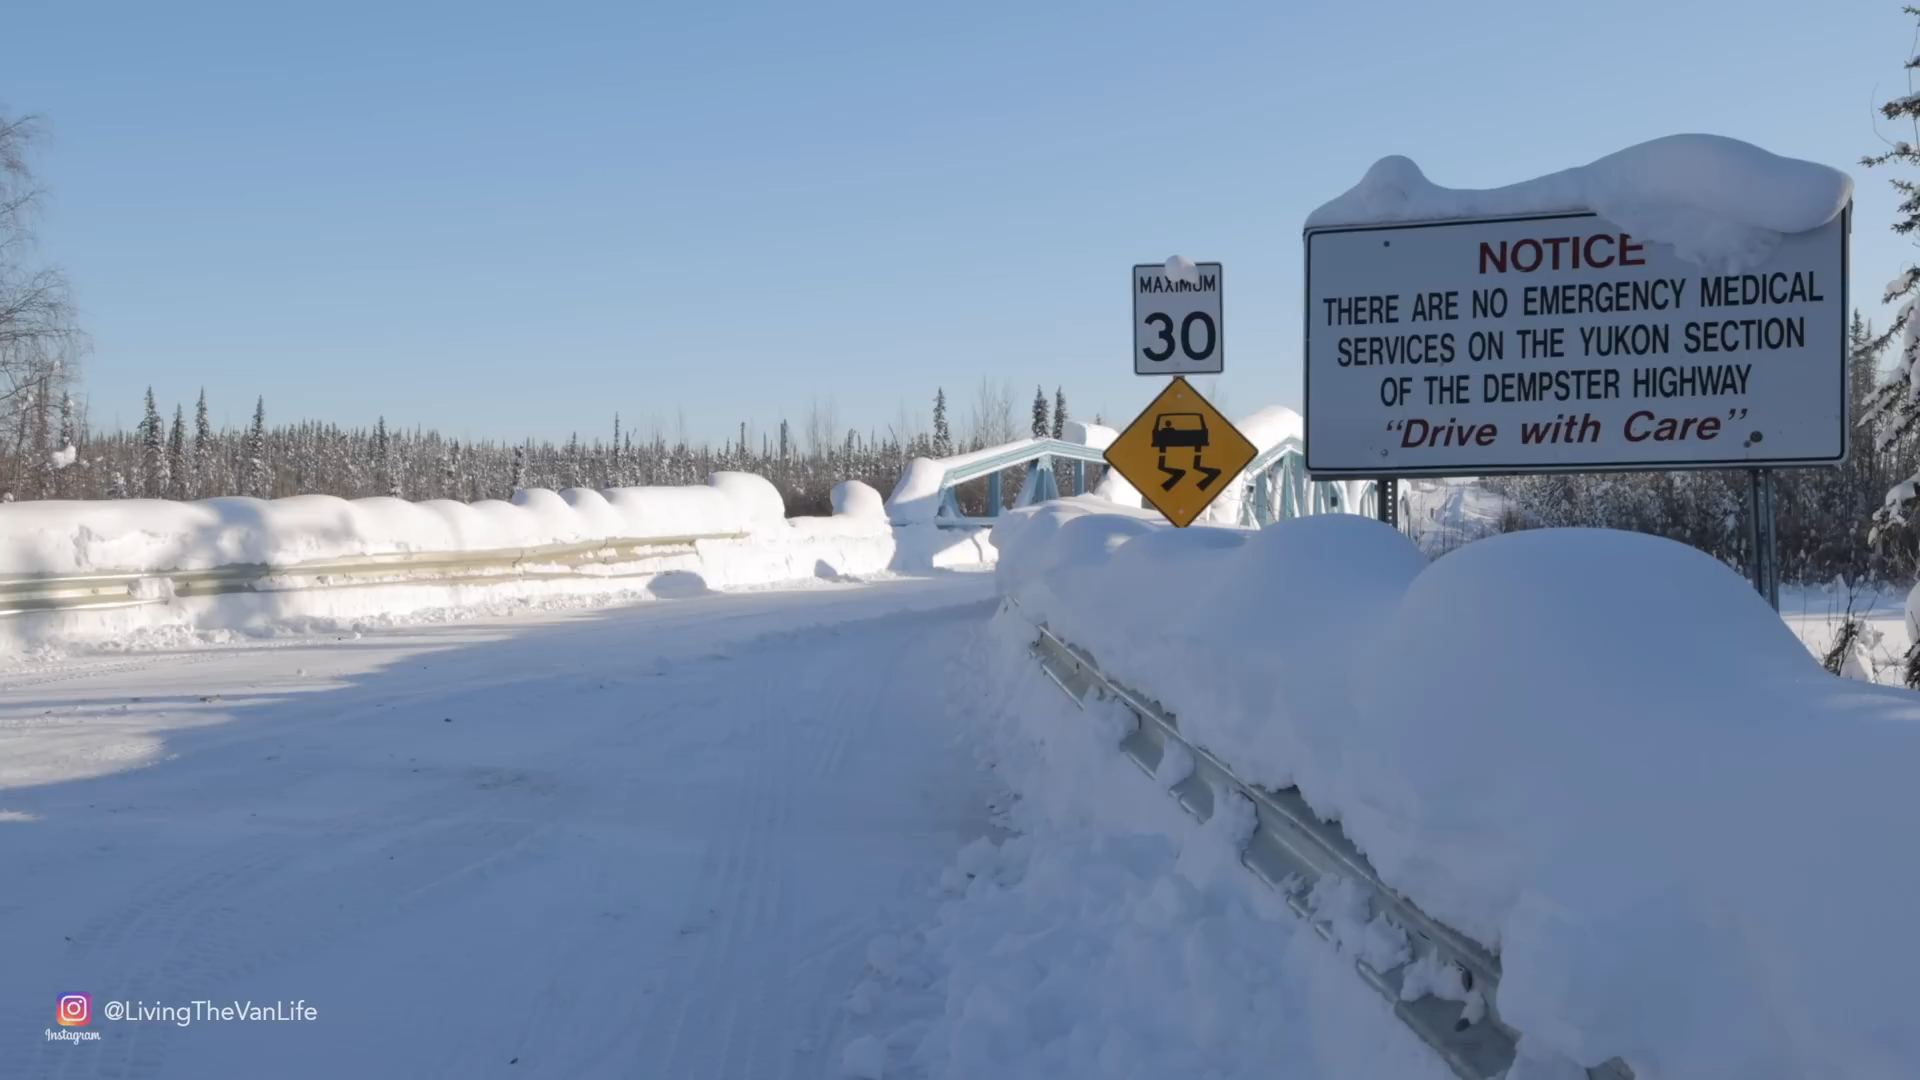 MAXIMUM
30
NOTICE
THERE ARE NO EMERGENCY MEDICAL
SERVICES ON THE YUKON SECTION
OF THE DEMPSTER HIGHWAY
"Drive with Care"
@LivingTheVanLife
Instagram